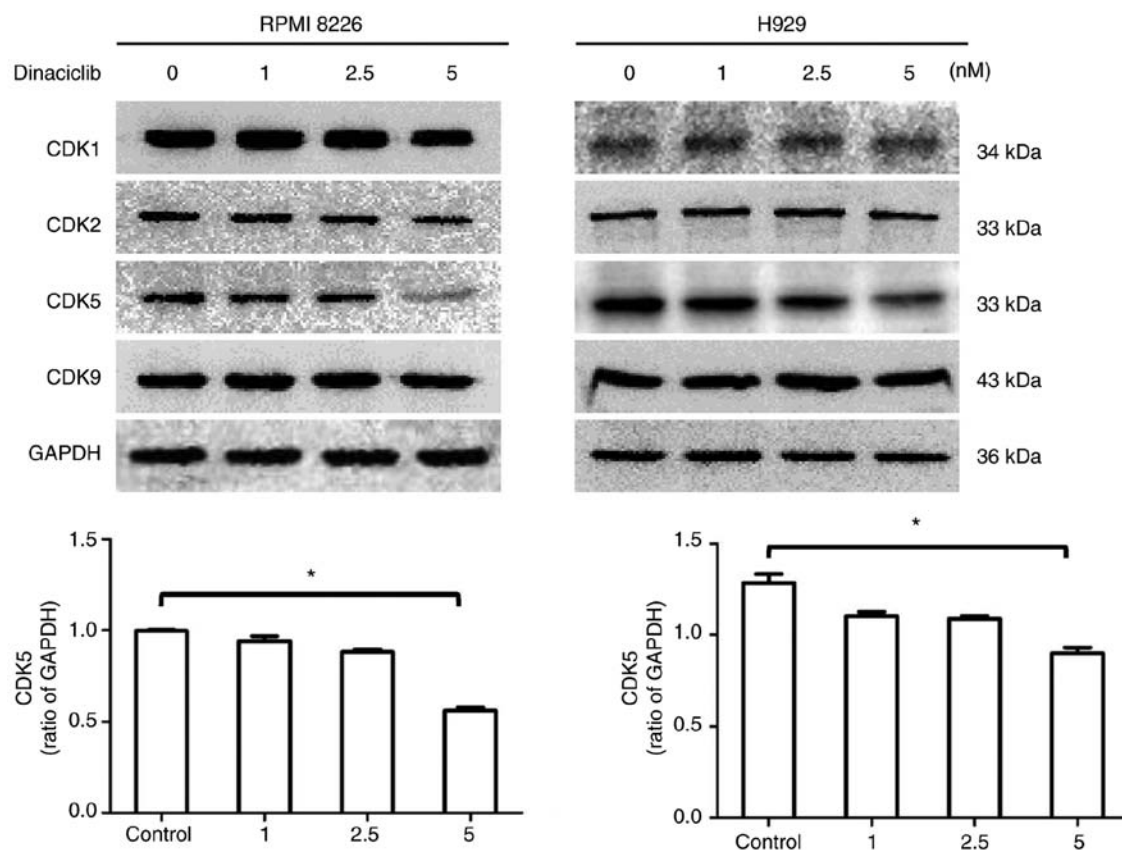 RPMI 8226 H929
Dinaciclib 0 1 2.5 5 0 1 2.5 5 (nM)
CDK1 34 kDa
CDK2 33 kDa
CDK5 33 kDa
CDK9 43 kDa
GAPDH 36 kDa
CDK5
(ratio of GAPDH)
1.5
1.0
0.5
0.0
*
Control 1 2.5 5
CDK5
(ratio of GAPDH)
1.5
1.0
0.5
0.0
*
Control 1 2.5 5